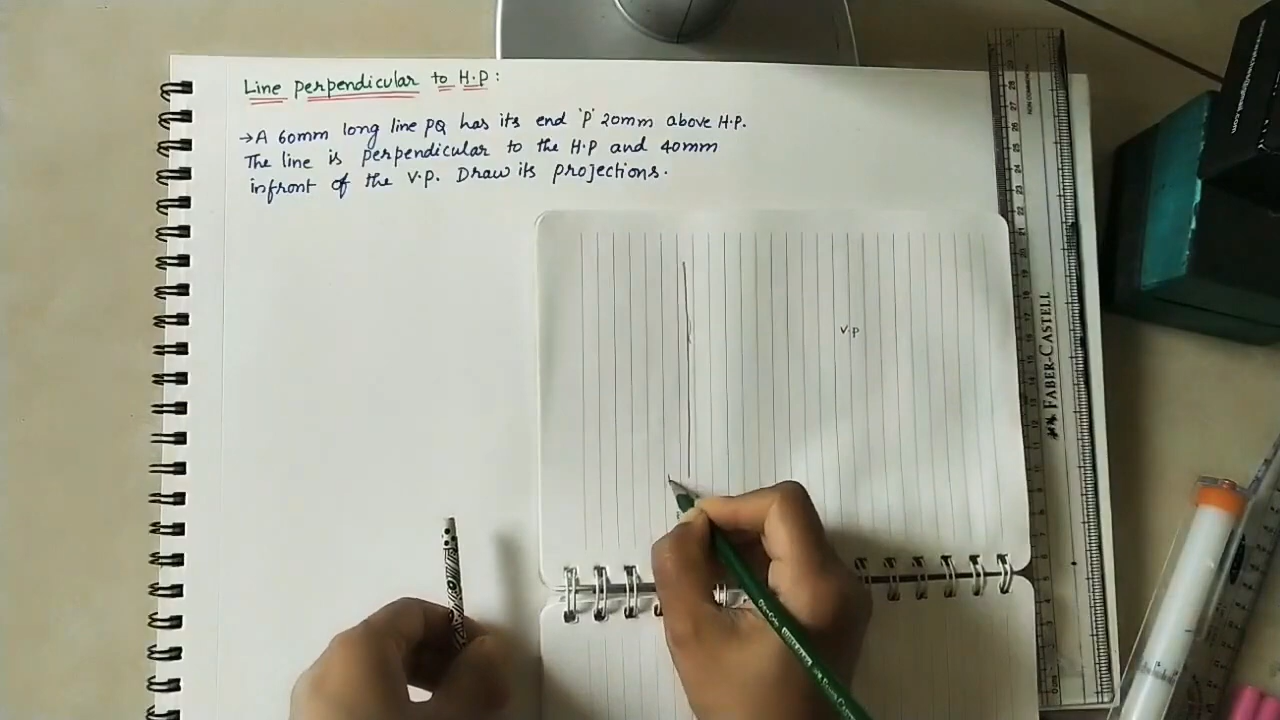 Line perpendicular to H.P:
→A 60mm long line PQ has its end 'P' 20mm above H.P.
The line is perpendicular to the H.P and 40mm
infront of the V.P. Draw its projections.
V.P
FABER-CASTELL